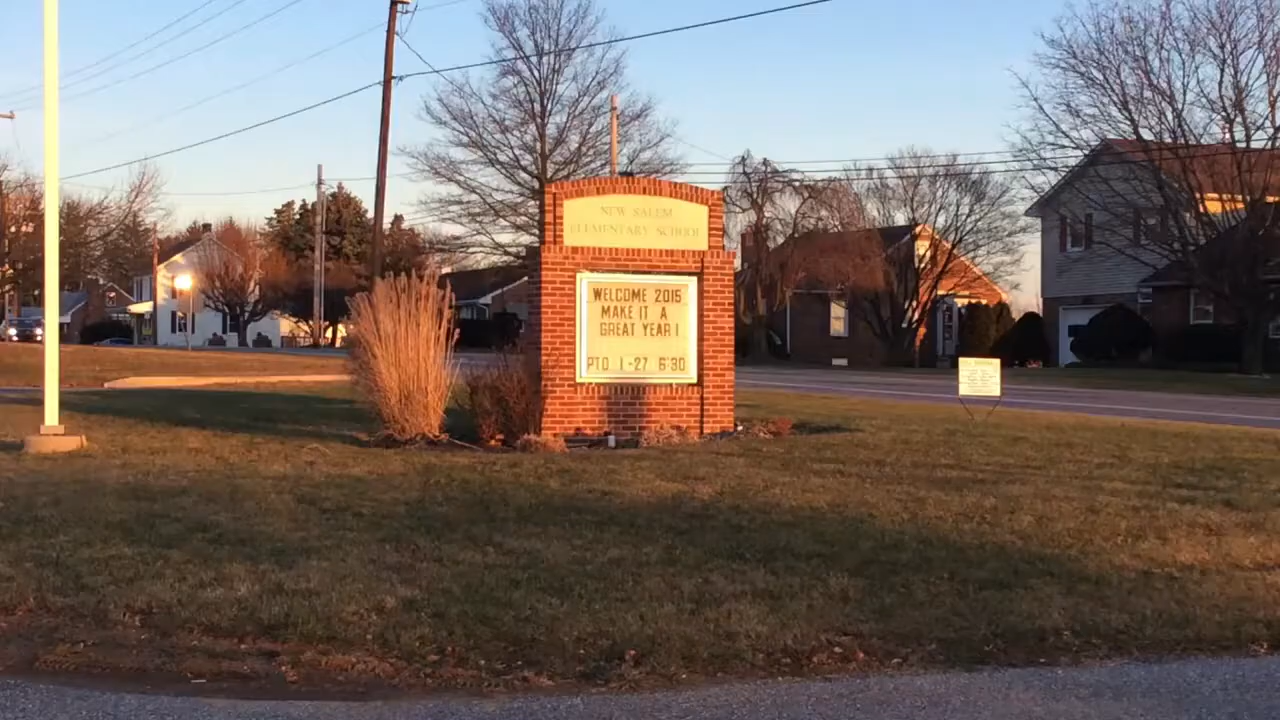 NEW SALEM
ELEMENTARY SCHOOL
WELCOME 2015
MAKE IT A
GREAT YEAR!
PTO 1-27 6:30